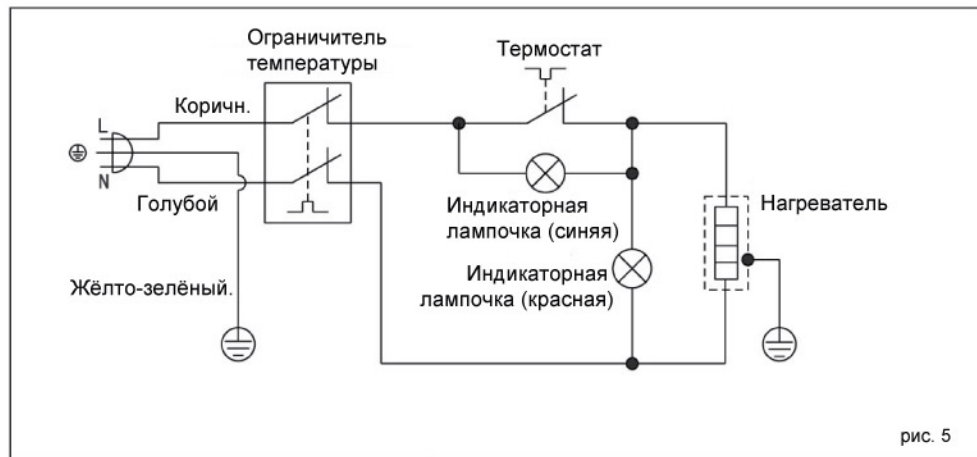 Ограничитель
температуры
Термостат
Коричн.
L
N
Голубой
Индикаторная
лампочка (синяя)
Нагреватель
Индикаторная
лампочка (красная)
Жёлто-зелёный.
рис. 5